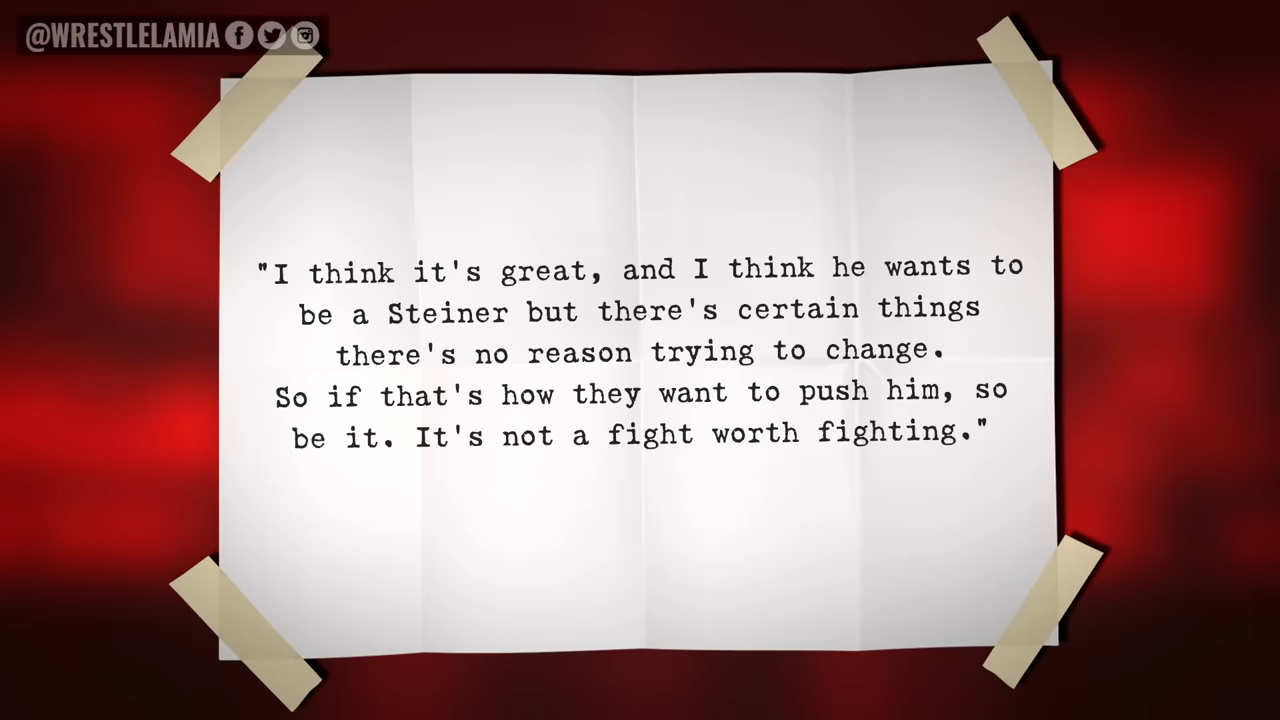 @WRESTLELAMIA
"I think it's great, and I think he wants to
be a Steiner but there's certain things
there's no reason trying to change.
So if that's how they want to push him, so
be it. It's not a fight worth fighting."